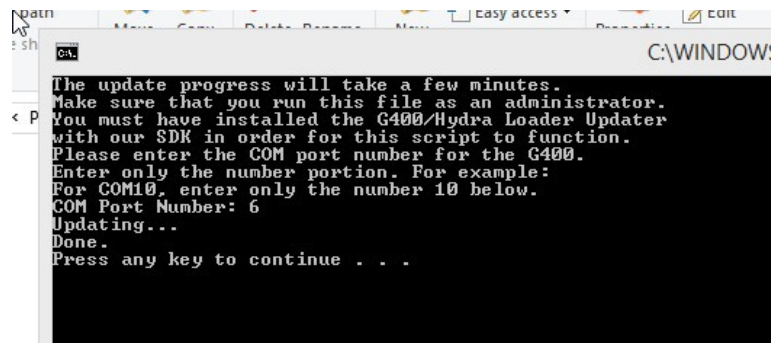 path
Easy access
Edit
C:\WINDOWS
The update progress will take a few minutes.
Make sure that you run this file as an administrator.
You must have installed the G400/Hydra Loader Updater
with our SDK in order for this script to function.
Please enter the COM port number for the G400.
Enter only the number portion. For example:
For COM10, enter only the number 10 below.
COM Port Number: 6
Updating...
Done.
Press any key to continue . . .